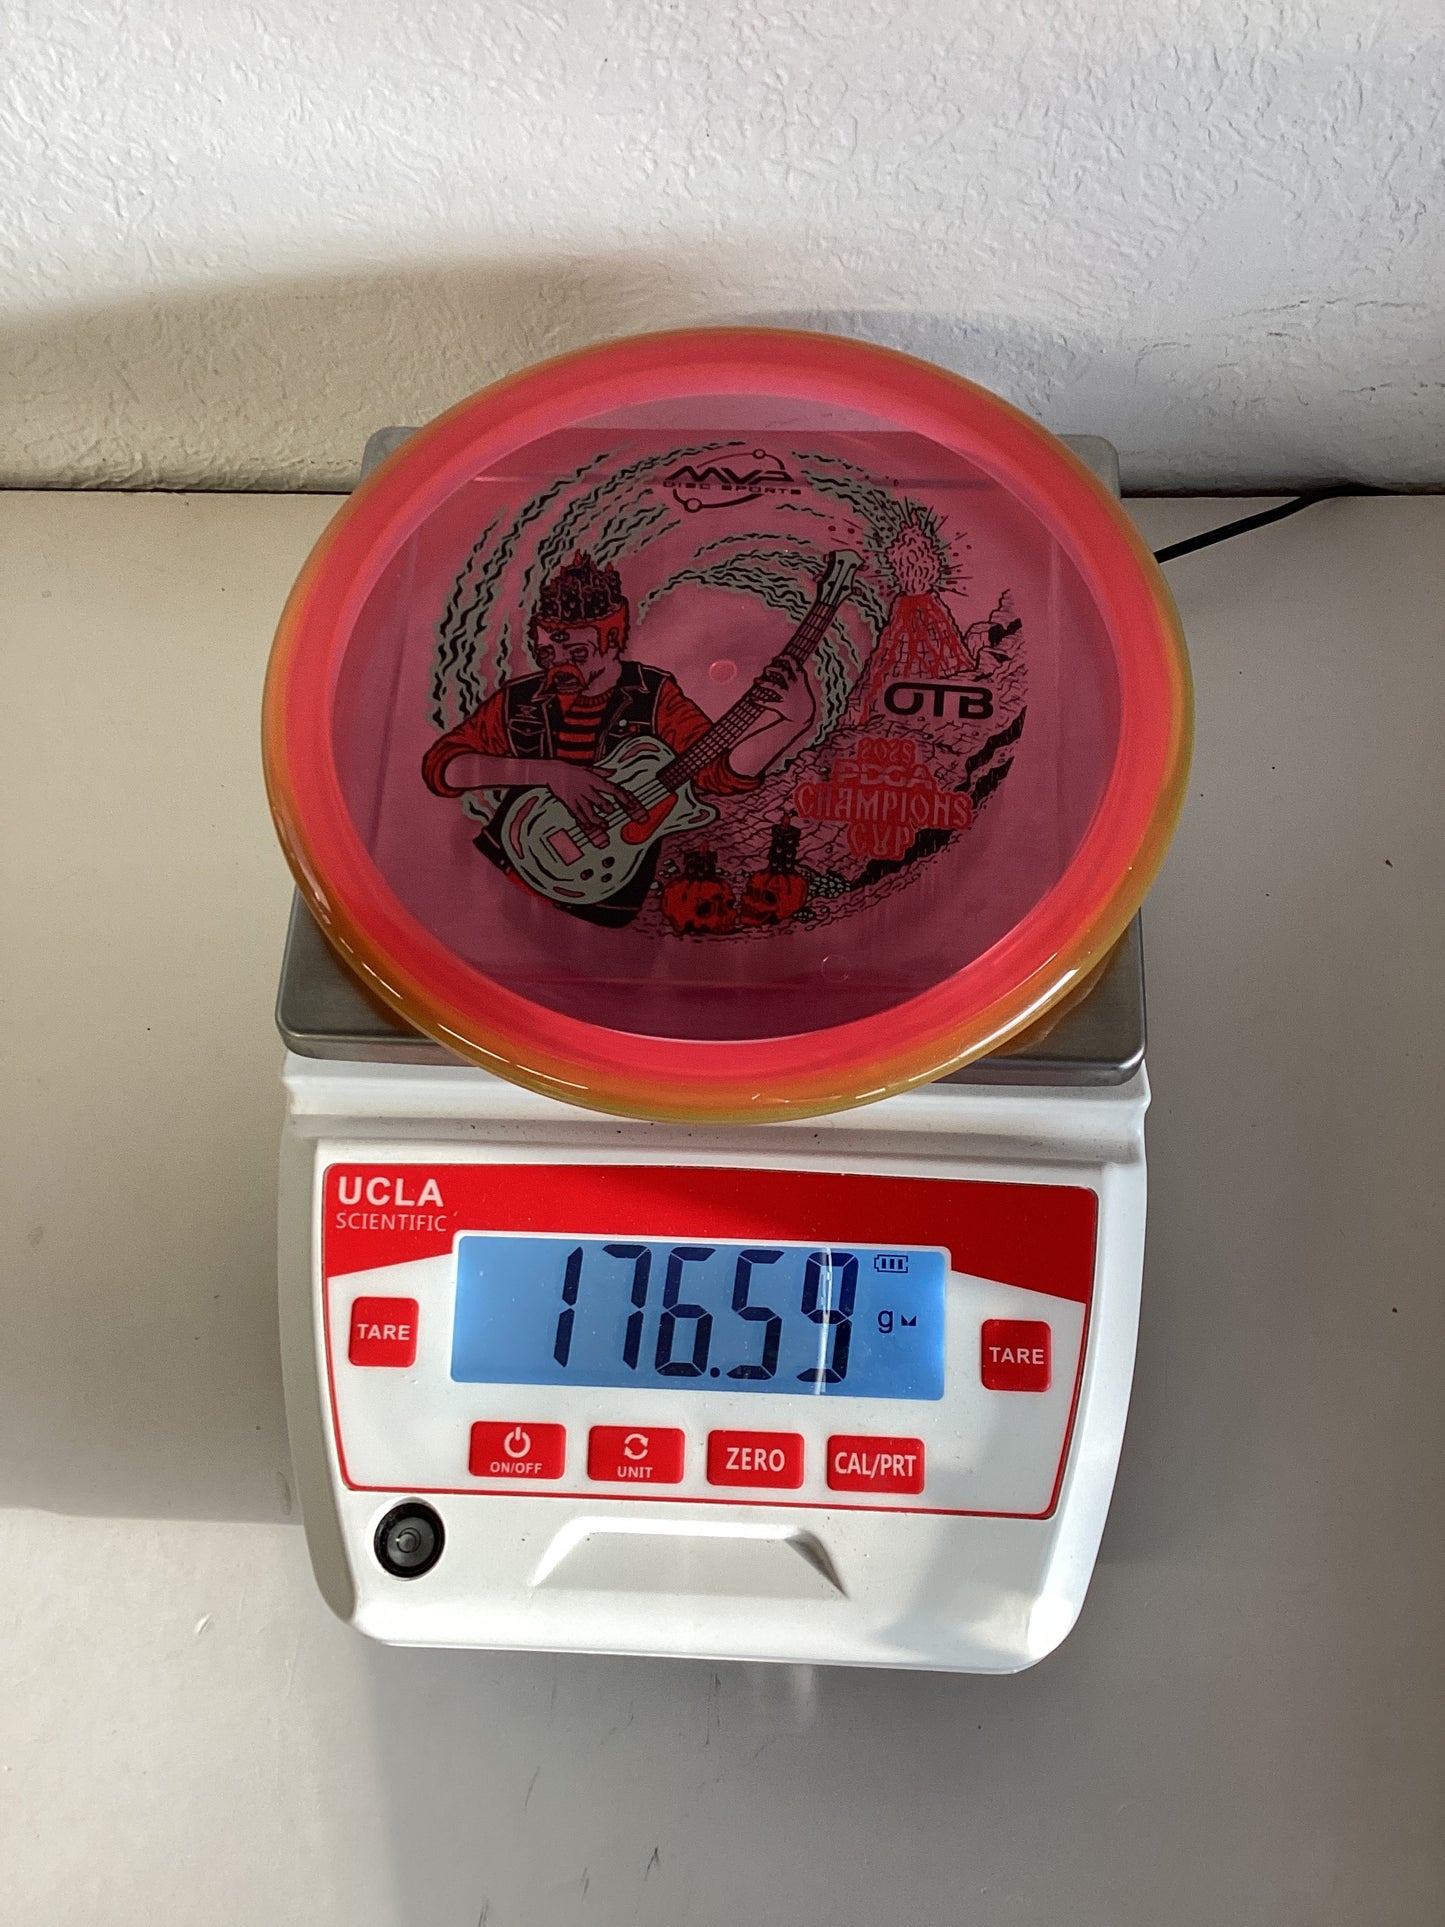 MVP
DISC SPORTS
OTB
2025
PDGA
CHAMPIONS
CUP
UCLA
SCIENTIFIC
176.59
g
TARE
TARE
ON/OFF
UNIT
ZERO
CAL/PRT